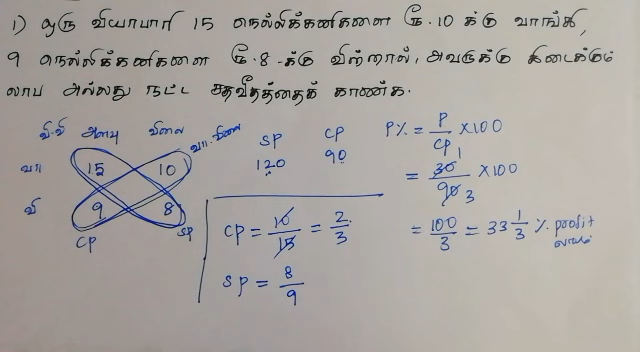 1) ஒரு வியாபாரி 15 நெல்லிக்கனிகளை ரூ.10 க்கு வாங்கி,
9 நெல்லிக்கனிகளை ரூ.8-க்கு விற்றால், அவருக்கு கிடைக்கும்
லாப அல்லது நட்ட சதவீதத்தைக் காண்க.
வி.வி அளவு விலை வா.விலை
வா 15 10
வி 9 8
CP SP
SP CP
120 90
CP = 10/15 = 2/3
SP = 8/9
P% = P/CP × 100
= 30 1/90 3 × 100
= 100/3 = 33 1/3 % profit
லாபம்